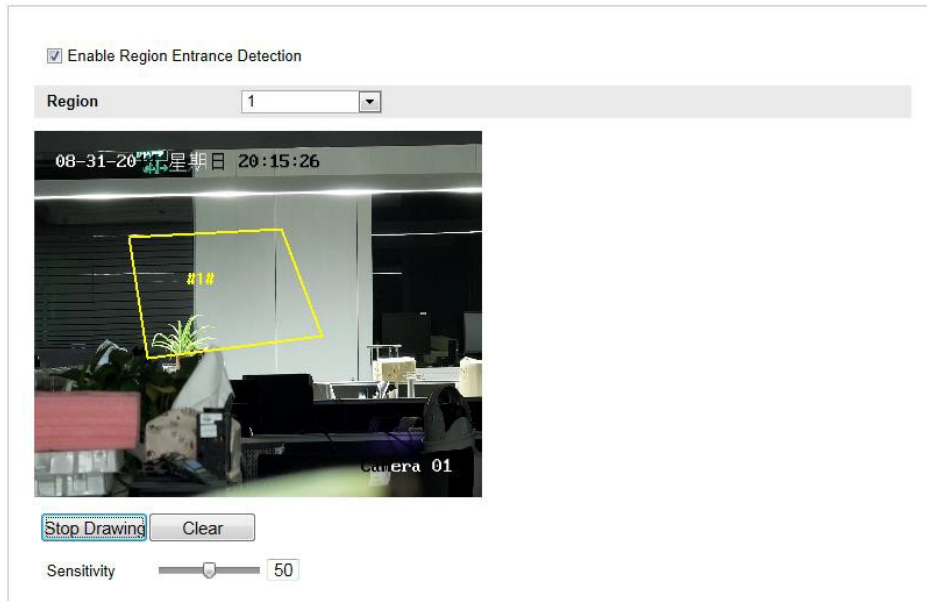 Enable Region Entrance Detection
Region 1
08-31-20 星期日 20:15:26
#1#
Camera 01
Stop Drawing Clear
Sensitivity 50